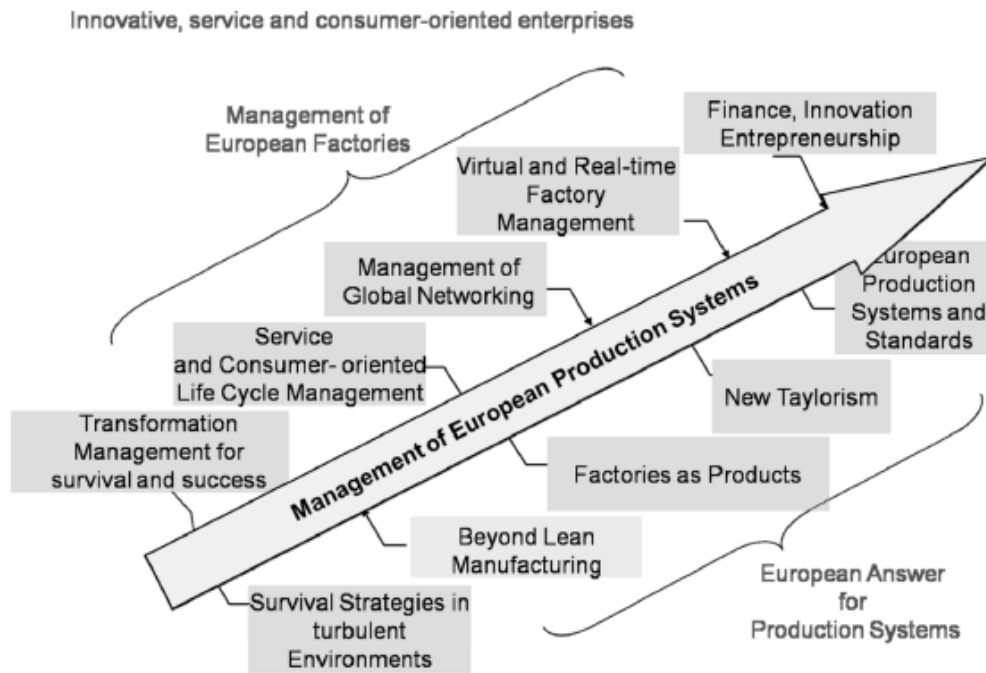 Innovative, service and consumer-oriented enterprises
Management of
European Factories
Finance, Innovation
Entrepreneurship
Virtual and Real-time
Factory
Management
Management of
Global Networking
Service
and Consumer- oriented
Life Cycle Management
Transformation
Management for
survival and success
Management of European Production Systems
European
Production
Systems and
Standards
New Taylorism
Factories as Products
Beyond Lean
Manufacturing
Survival Strategies in
turbulent
Environments
European Answer
for
Production Systems